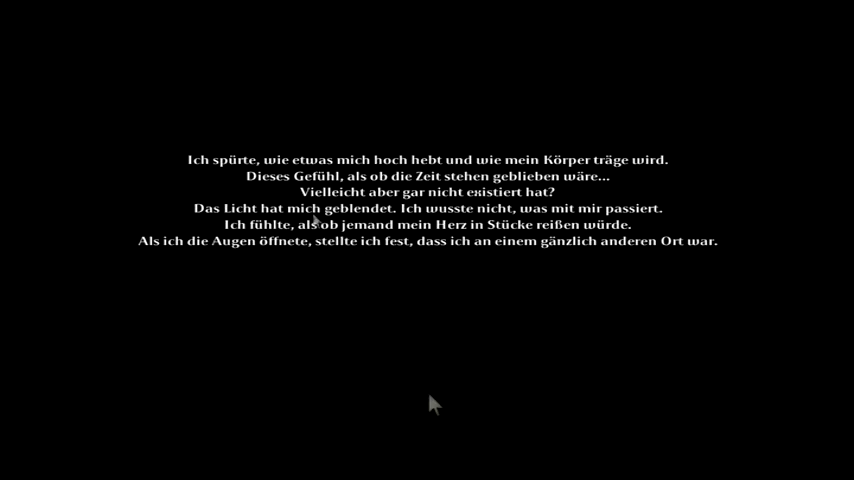 Ich spürte, wie etwas mich hoch hebt und wie mein Körper träge wird.
Dieses Gefühl, als ob die Zeit stehen geblieben wäre...
Vielleicht aber gar nicht existiert hat?
Das Licht hat mich geblendet. Ich wusste nicht, was mit mir passiert.
Ich fühlte, als ob jemand mein Herz in Stücke reißen würde.
Als ich die Augen öffnete, stellte ich fest, dass ich an einem gänzlich anderen Ort war.